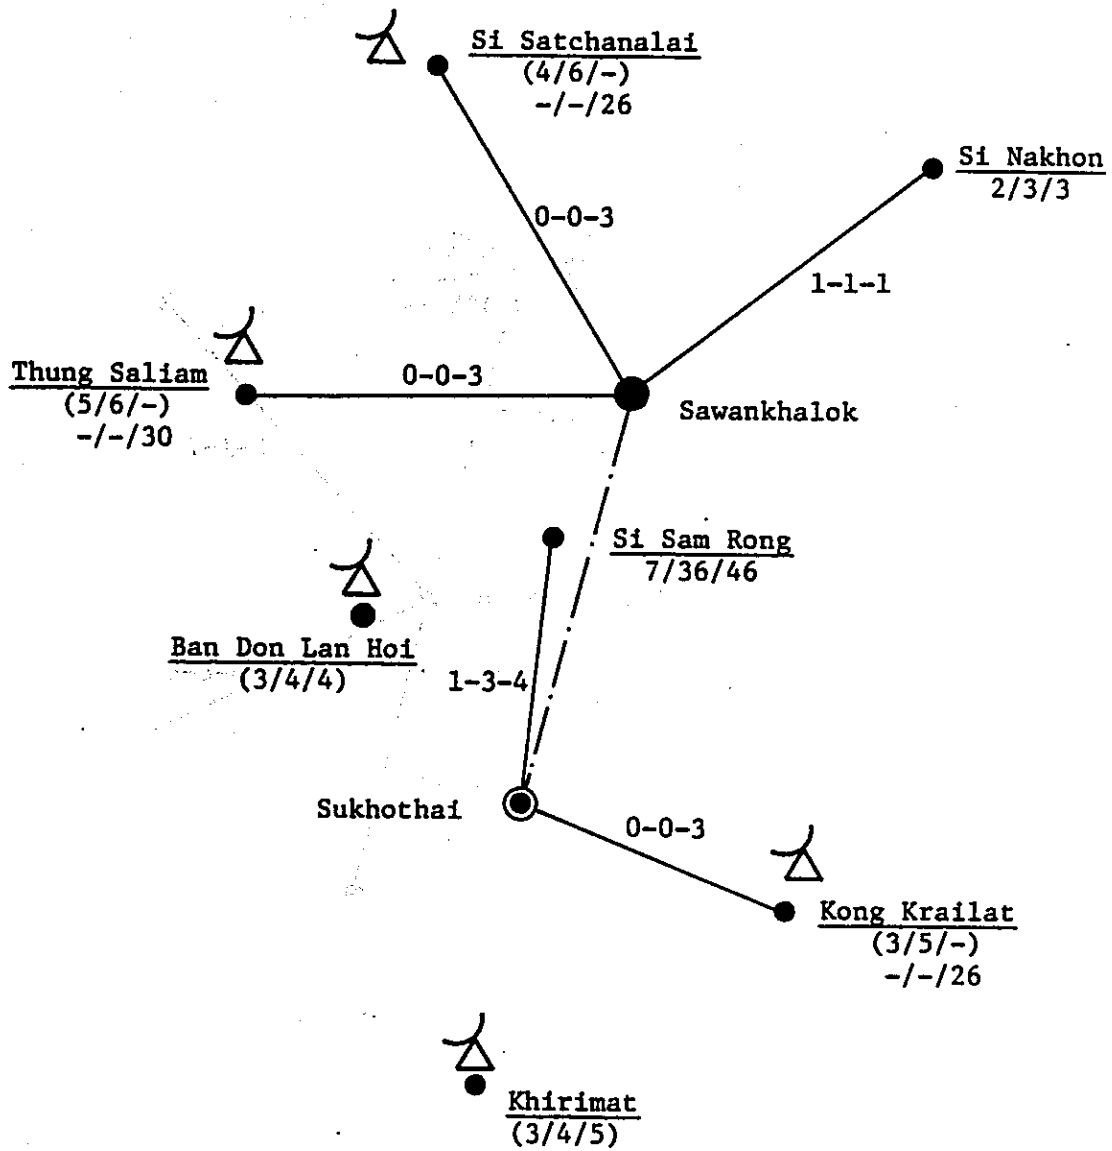 Si Satchanalai
(4/6/-)
-/-/26
Si Nakhon
2/3/3
0-0-3
1-1-1
Thung Saliam
(5/6/-)
-/-/30
0-0-3
Sawankhalok
Si Sam Rong
7/36/46
Ban Don Lan Hoi
(3/4/4)
1-3-4
Sukhothai
0-0-3
Kong Krailat
(3/5/-)
-/-/26
Khirimat
(3/4/5)